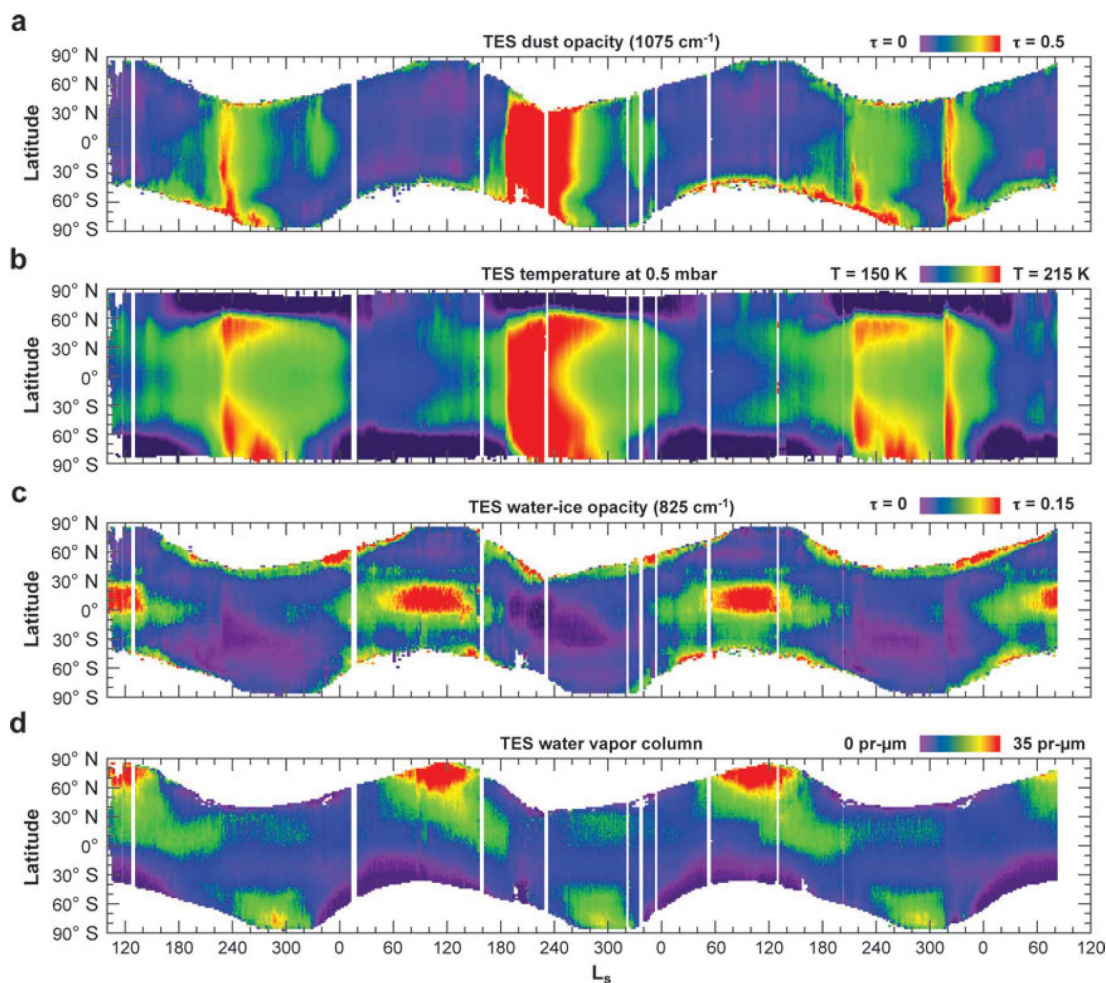 a
TES dust opacity (1075 cm⁻¹) τ = 0 τ = 0.5
90° N
60° N
30° N
0°
30° S
60° S
90° S
Latitude
b
TES temperature at 0.5 mbar T = 150 K T = 215 K
90° N
60° N
30° N
0°
30° S
60° S
90° S
Latitude
c
TES water-ice opacity (825 cm⁻¹) τ = 0 τ = 0.15
90° N
60° N
30° N
0°
30° S
60° S
90° S
Latitude
d
TES water vapor column 0 pr-μm 35 pr-μm
90° N
60° N
30° N
0°
30° S
60° S
90° S
Latitude
120 180 240 300 0 60 120 180 240 300 0 60 120 180 240 300 0 60 120
Lₛ